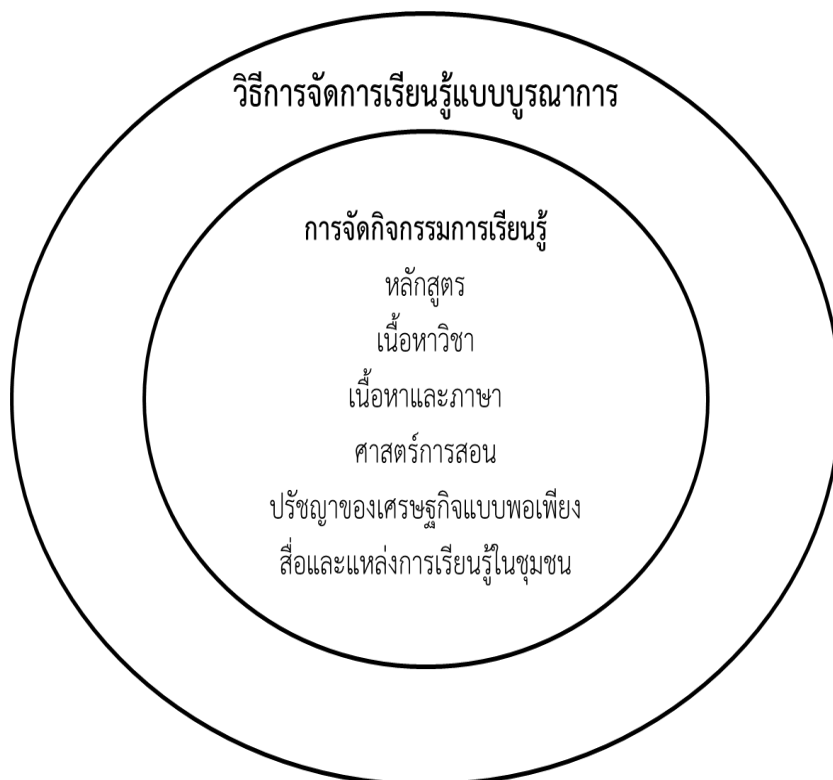 วิธีการจัดการเรียนรู้แบบบูรณาการ
การจัดกิจกรรมการเรียนรู้
หลักสูตร
เนื้อหาวิชา
เนื้อหาและภาษา
ศาสตร์การสอน
ปรัชญาของเศรษฐกิจแบบพอเพียง
สื่อและแหล่งการเรียนรู้ในชุมชน